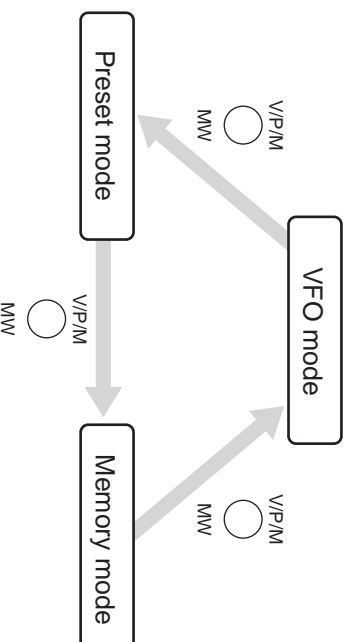 VFO mode
V/P/M
MW
V/P/M
MW
Preset mode
V/P/M
MW
Memory mode